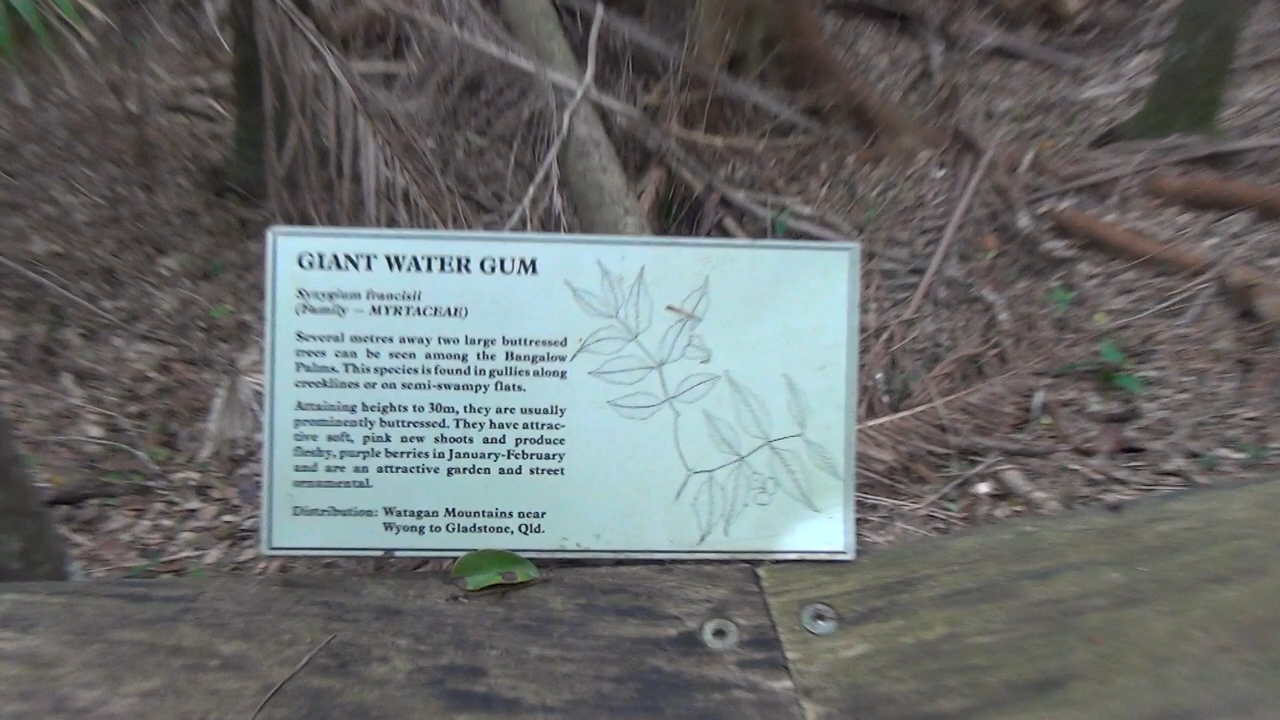 GIANT WATER GUM
Syzygium francisii
(Family — MYRTACEAE)
Several metres away two large buttressed
trees can be seen among the Bangalow
Palms. This species is found in gullies along
creeklines or on semi-swampy flats.
Attaining heights to 30m, they are usually
prominently buttressed. They have attrac-
tive soft, pink new shoots and produce
fleshy, purple berries in January-February
and are an attractive garden and street
ornamental.
Distribution: Watagan Mountains near
Wyong to Gladstone, Qld.